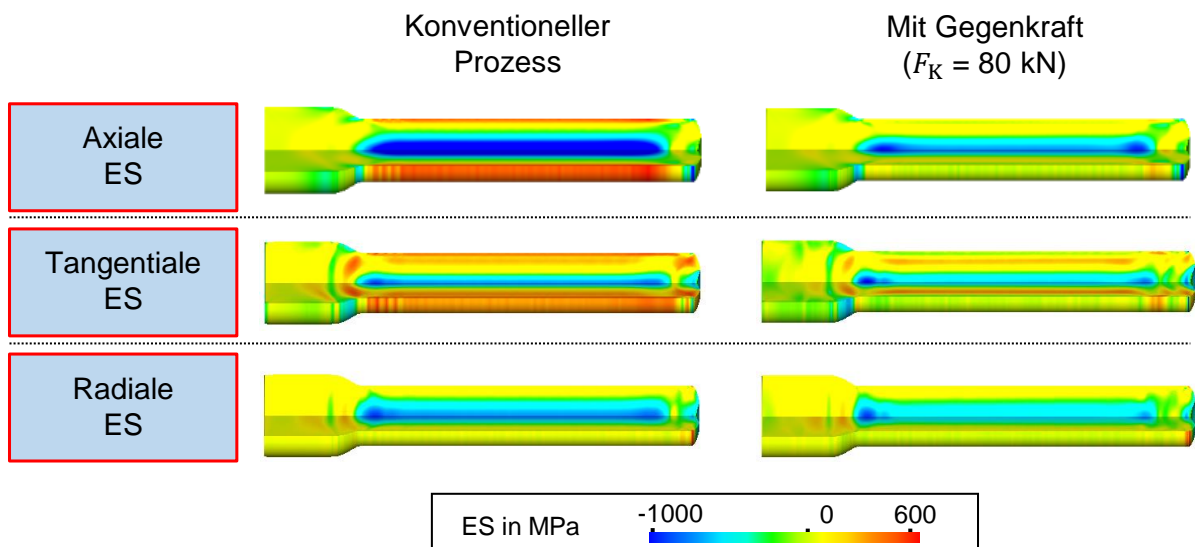 Konventioneller
Prozess
Mit Gegenkraft
(F_K = 80 kN)
Axiale
ES
Tangentiale
ES
Radiale
ES
ES in MPa
-1000 0 600